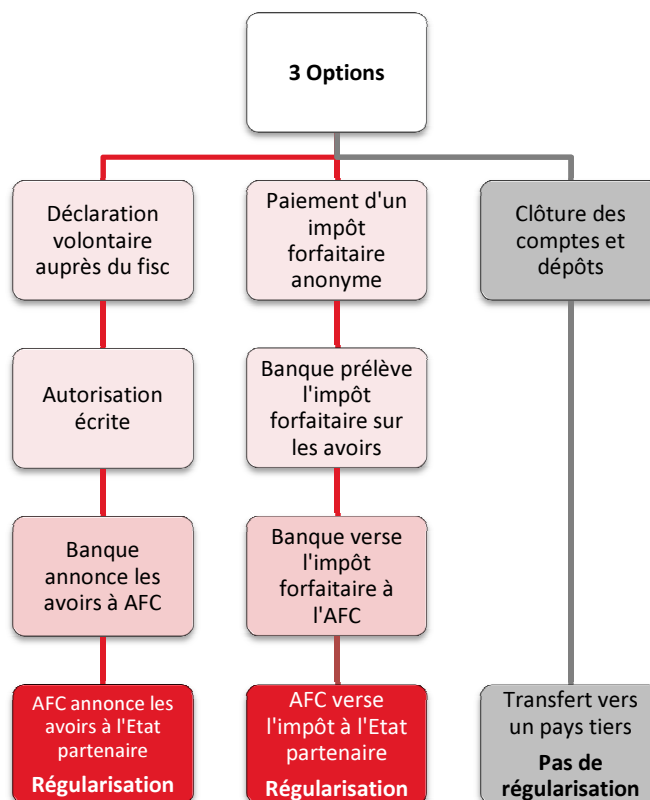 3 Options
Déclaration
volontaire
auprès du fisc
Paiement d'un
impôt
forfaitaire
anonyme
Clôture des
comptes et
dépôts
Autorisation
écrite
Banque prélève
l'impôt
forfaitaire sur
les avoirs
Banque
annonce les
avoirs à AFC
Banque verse
l'impôt
forfaitaire à
l'AFC
AFC annonce les
avoirs à l'Etat
partenaire
Régularisation
AFC verse
l'impôt à l'Etat
partenaire
Régularisation
Transfert vers
un pays tiers
Pas de
régularisation